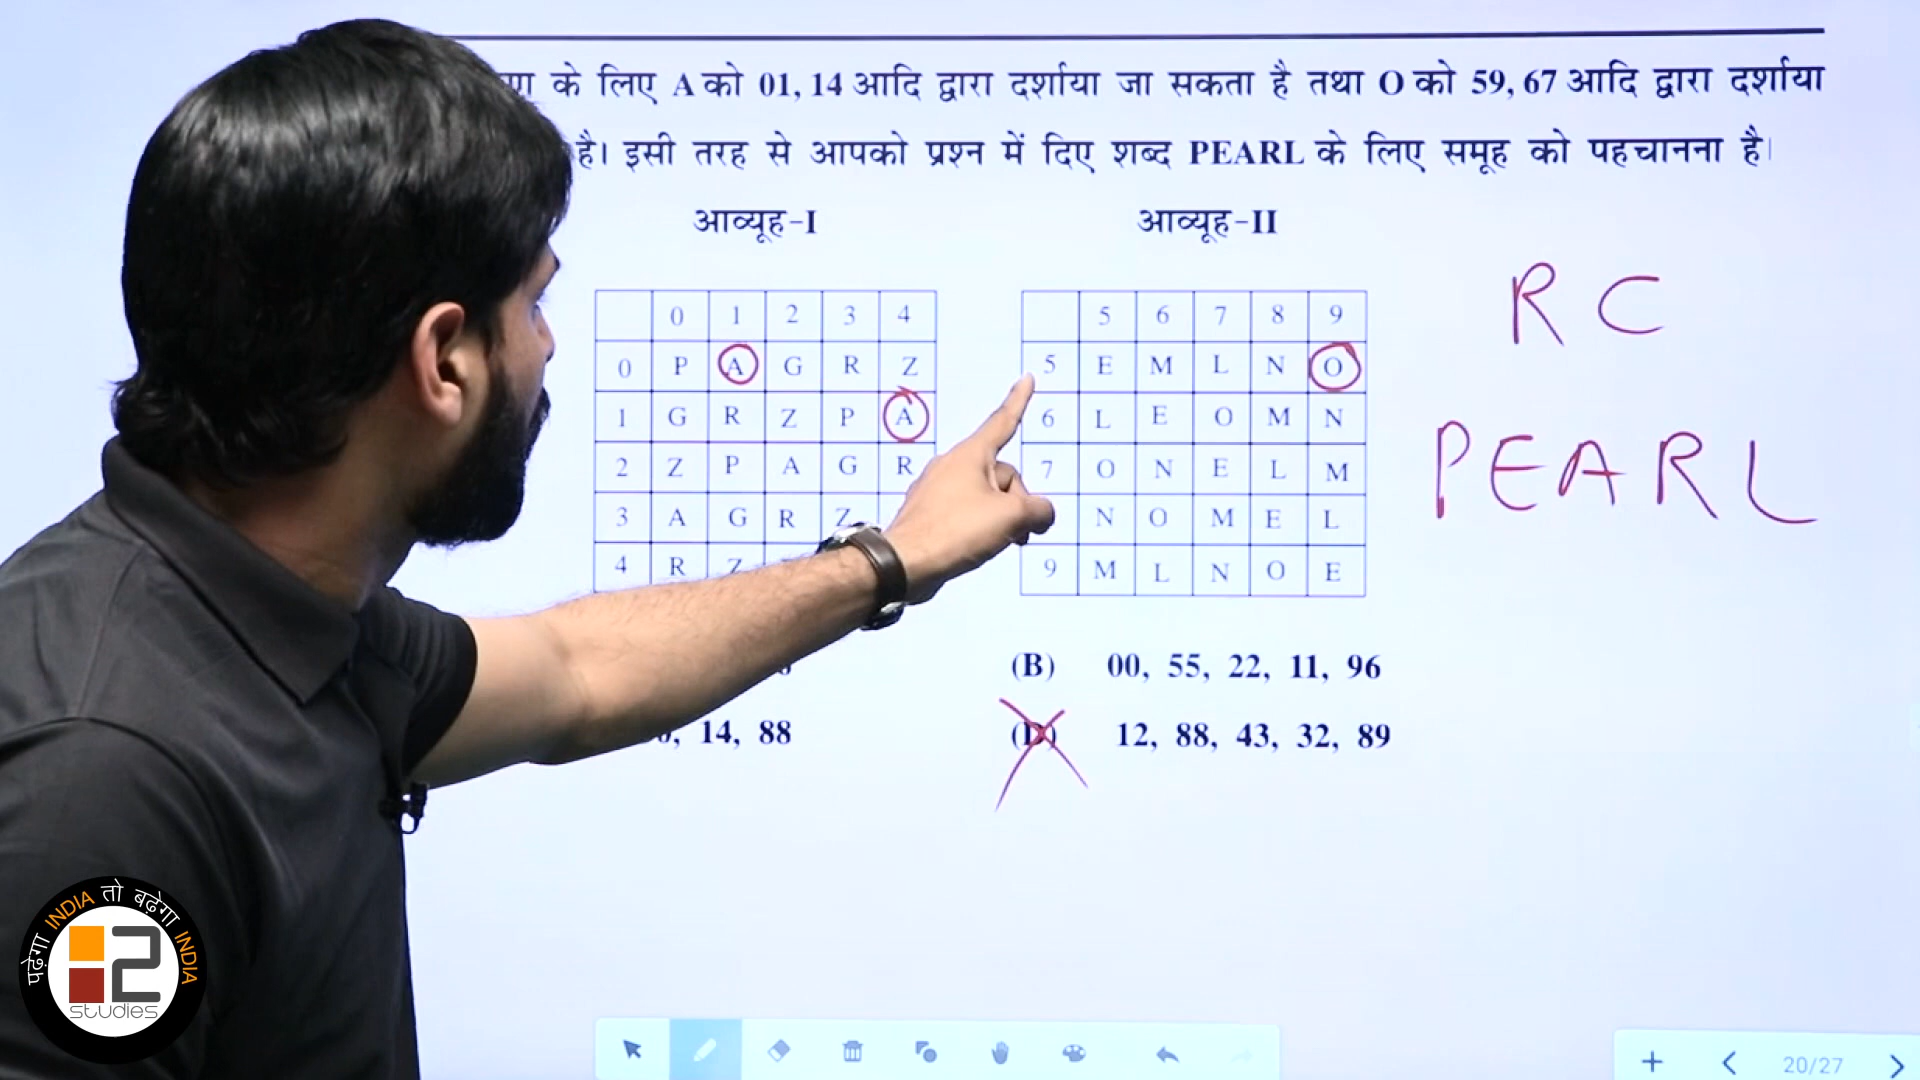 के लिए A को 01, 14 आदि द्वारा दर्शाया जा सकता है तथा O को 59, 67 आदि द्वारा दर्शाया
है। इसी तरह से आपको प्रश्न में दिए शब्द PEARL के लिए समूह को पहचानना है।
आव्यूह-I आव्यूह-II
0 1 2 3 4
0 P A G R Z
1 G R Z P A
2 Z P A G R
3 A G R Z
4 R Z
5 6 7 8 9
5 E M L N O
6 L E O M N
7 O N E L M
N O M E L
9 M L N O E
R C
PEARL
(B) 00, 55, 22, 11, 96
14, 88
(D) 12, 88, 43, 32, 89
पढ़ेगा INDIA तो बढ़ेगा INDIA
i2
studies
20/27